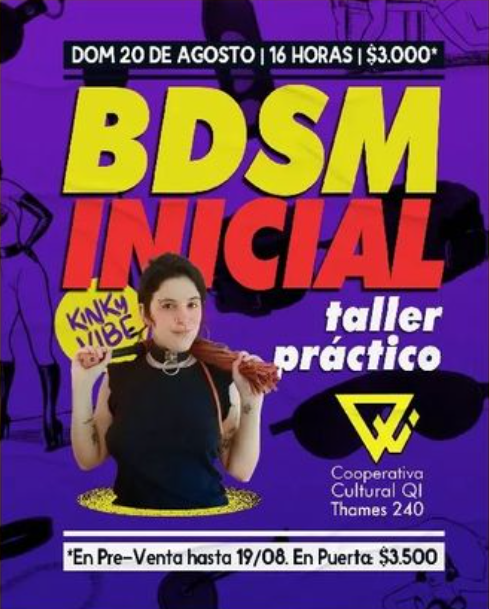 DOM 20 DE AGOSTO | 16 HORAS | $3.000*
BDSM
INICIAL
KINKY
VIBE
taller
práctico
Cooperativa
Cultural QI
Thames 240
*En Pre-Venta hasta 19/08. En Puerta: $3.500